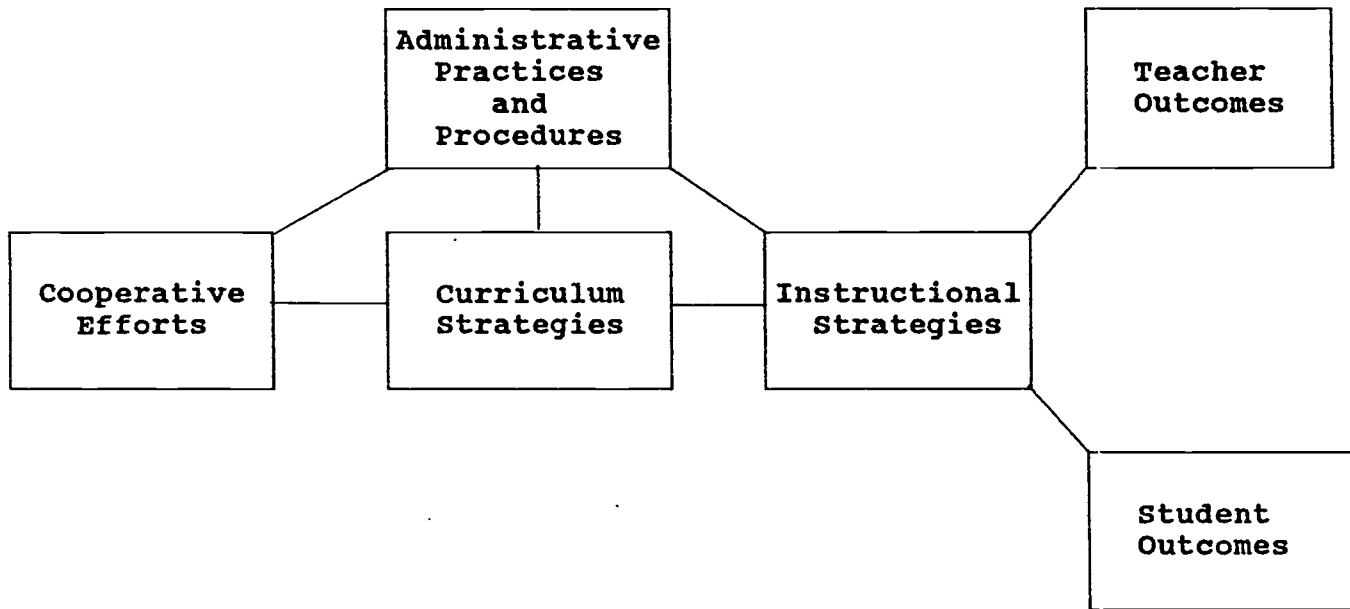 Administrative
Practices
and
Procedures
Teacher
Outcomes
Cooperative
Efforts
Curriculum
Strategies
Instructional
Strategies
Student
Outcomes